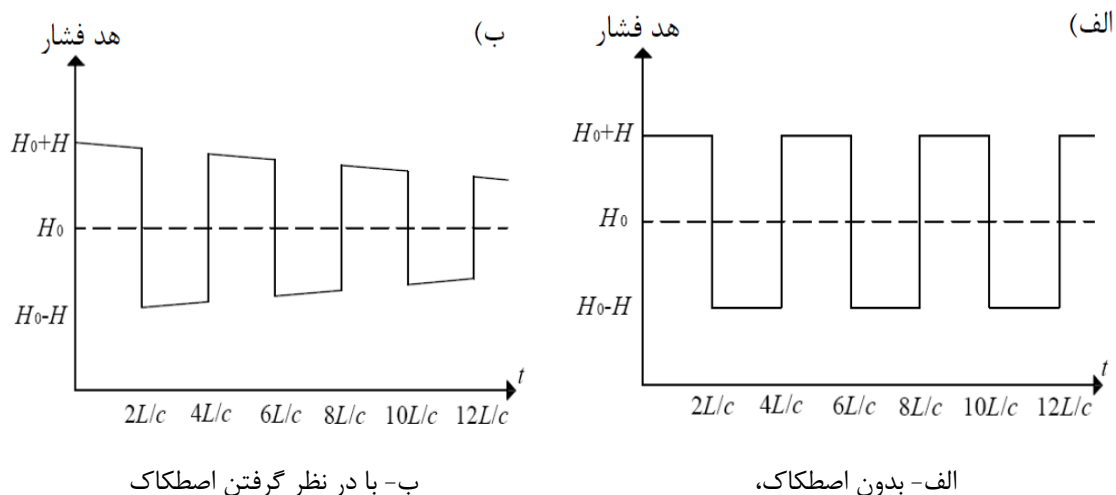 الف)
هد فشار
H₀+H
H₀
H₀-H
t
2L/c 4L/c 6L/c 8L/c 10L/c 12L/c
الف- بدون اصطکاک،
ب)
هد فشار
H₀+H
H₀
H₀-H
t
2L/c 4L/c 6L/c 8L/c 10L/c 12L/c
ب- با در نظر گرفتن اصطکاک